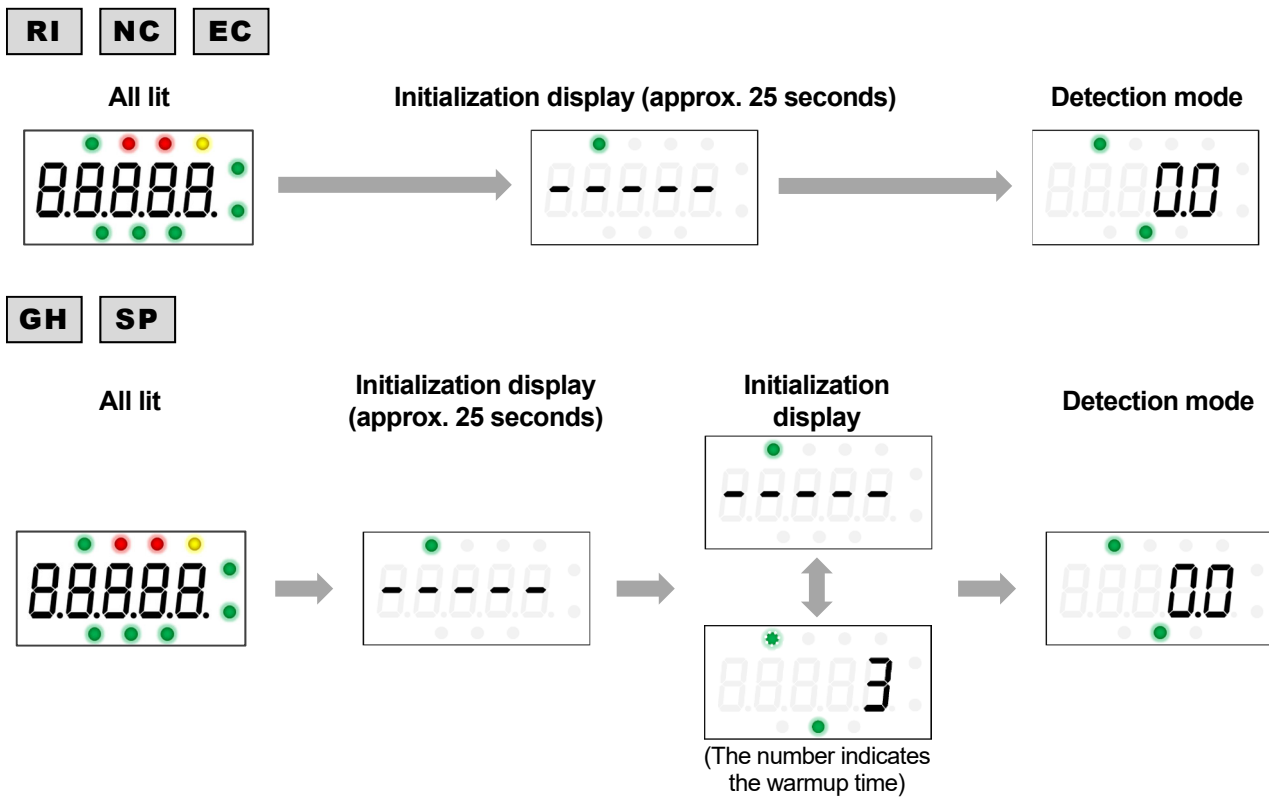 RI NC EC
All lit Initialization display (approx. 25 seconds) Detection mode
8.8.8.8.8. - - - - - 0.0
GH SP
All lit Initialization display Initialization Detection mode
(approx. 25 seconds) display
- - - - -
8.8.8.8.8. - - - - - 0.0
3
(The number indicates
the warmup time)